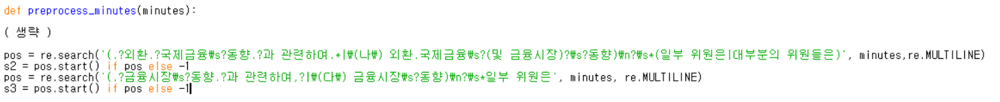 def preprocess_minutes(minutes):
( 생략 )
pos = re.search('(.?외환.?국제금융₩s?동향.?과 관련하여.+|₩(나₩) 외환.국제금융₩s?(및 금융시장)?₩s?동향)₩n?₩s*(일부 위원은|대부분의 위원들은)', minutes,re.MULTILINE)
s2 = pos.start() if pos else -1
pos = re.search('(.?금융시장₩s?동향.?과 관련하여,?|₩(다₩) 금융시장₩s?동향)₩n?₩s*일부 위원은', minutes, re.MULTILINE)
s3 = pos.start() if pos else -1